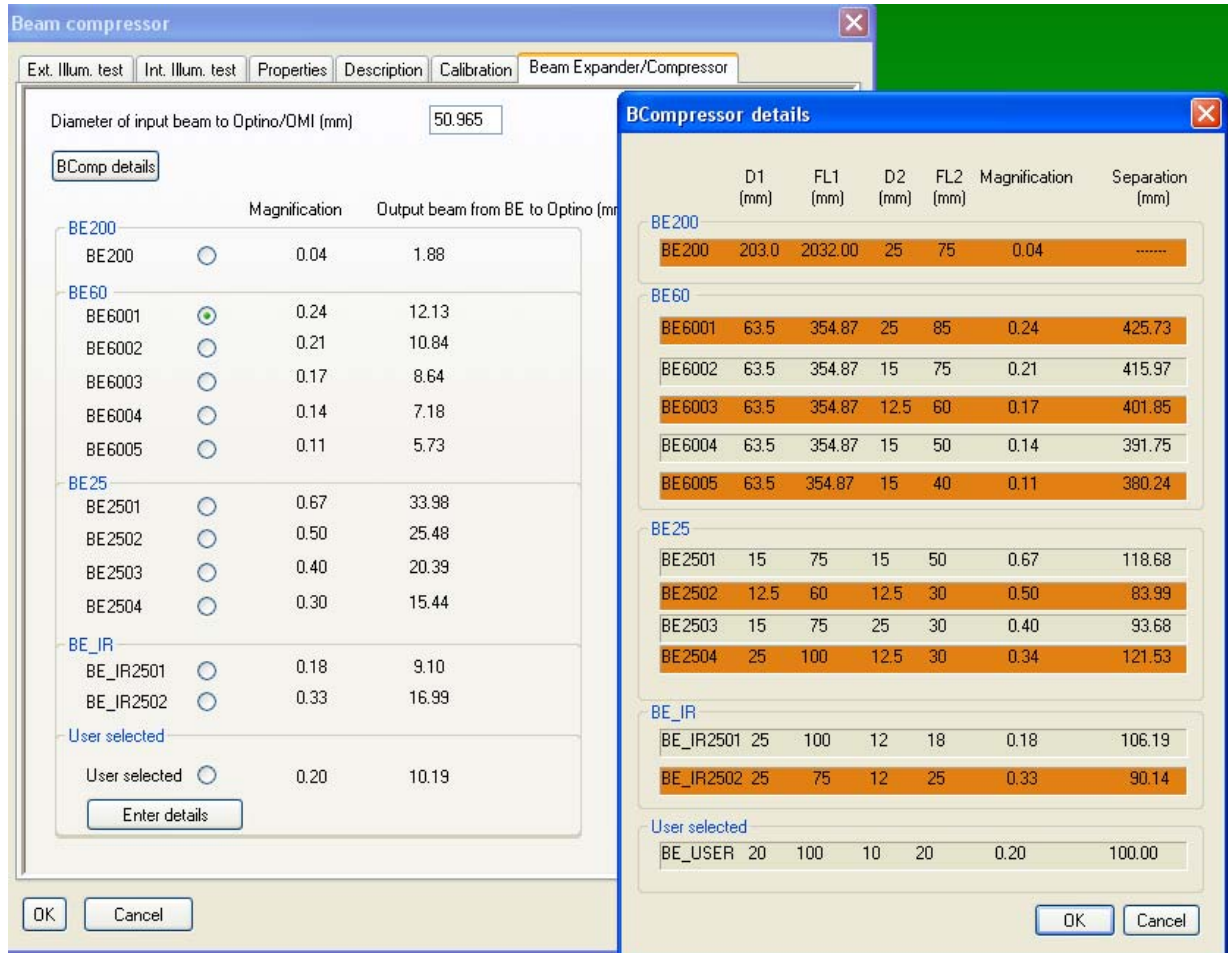 Beam compressor
Ext. Illum. test Int. Illum. test Properties Description Calibration Beam Expander/Compressor
Diameter of input beam to Optino/OMI (mm) 50.965
BComp details
Magnification Output beam from BE to Optino (mm
BE200
BE200 0.04 1.88
BE60
BE6001 0.24 12.13
BE6002 0.21 10.84
BE6003 0.17 8.64
BE6004 0.14 7.18
BE6005 0.11 5.73
BE25
BE2501 0.67 33.98
BE2502 0.50 25.48
BE2503 0.40 20.39
BE2504 0.30 15.44
BE_IR
BE_IR2501 0.18 9.10
BE_IR2502 0.33 16.99
User selected
User selected 0.20 10.19
Enter details
OK Cancel
BCompressor details
D1 FL1 D2 FL2 Magnification Separation
(mm) (mm) (mm) (mm) (mm)
BE200
BE200 203.0 2032.00 25 75 0.04 -------
BE60
BE6001 63.5 354.87 25 85 0.24 425.73
BE6002 63.5 354.87 15 75 0.21 415.97
BE6003 63.5 354.87 12.5 60 0.17 401.85
BE6004 63.5 354.87 15 50 0.14 391.75
BE6005 63.5 354.87 15 40 0.11 380.24
BE25
BE2501 15 75 15 50 0.67 118.68
BE2502 12.5 60 12.5 30 0.50 83.99
BE2503 15 75 25 30 0.40 93.68
BE2504 25 100 12.5 30 0.34 121.53
BE_IR
BE_IR2501 25 100 12 18 0.18 106.19
BE_IR2502 25 75 12 25 0.33 90.14
User selected
BE_USER 20 100 10 20 0.20 100.00
OK Cancel